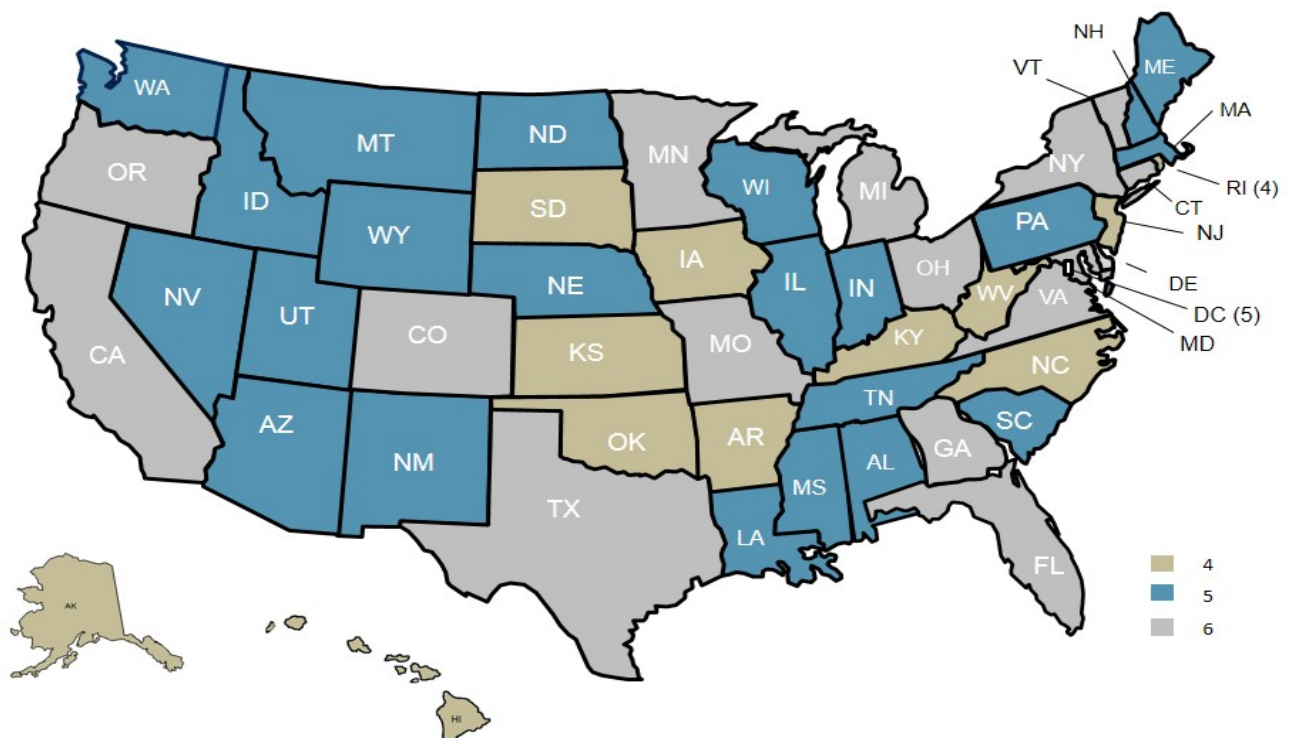 NH
VT
ME
WA
MA
MT
ND
MN
OR
NY
MI
WI
RI (4)
ID
SD
CT
PA
NJ
WY
IA
OH
DE
NE
IL
IN
WV
NV
VA
DC (5)
UT
CO
KY
MD
CA
KS
MO
NC
TN
AZ
SC
OK
AR
GA
NM
AL
MS
TX
LA
FL
4
5
6
AK
HI